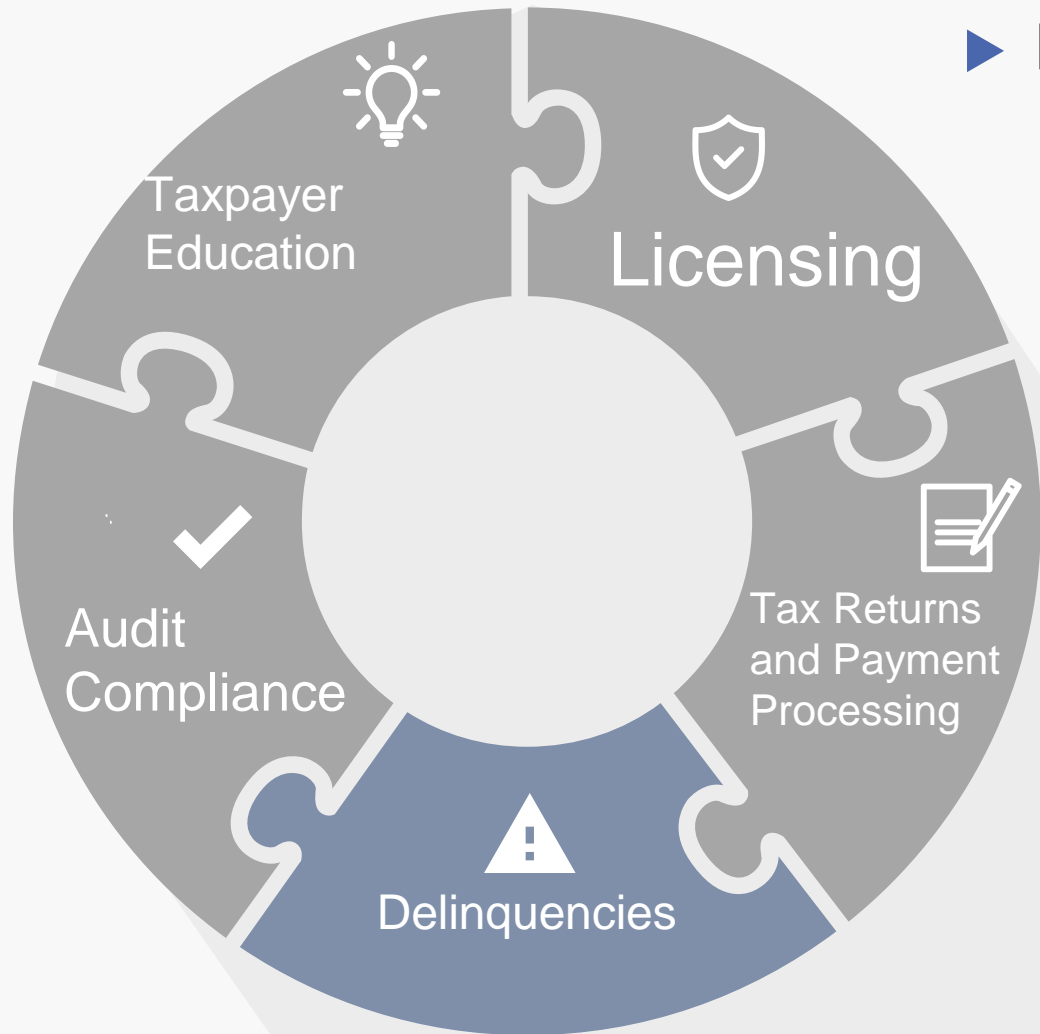 Taxpayer
Education
Licensing
Audit
Compliance
Tax Returns
and Payment
Processing
Delinquencies